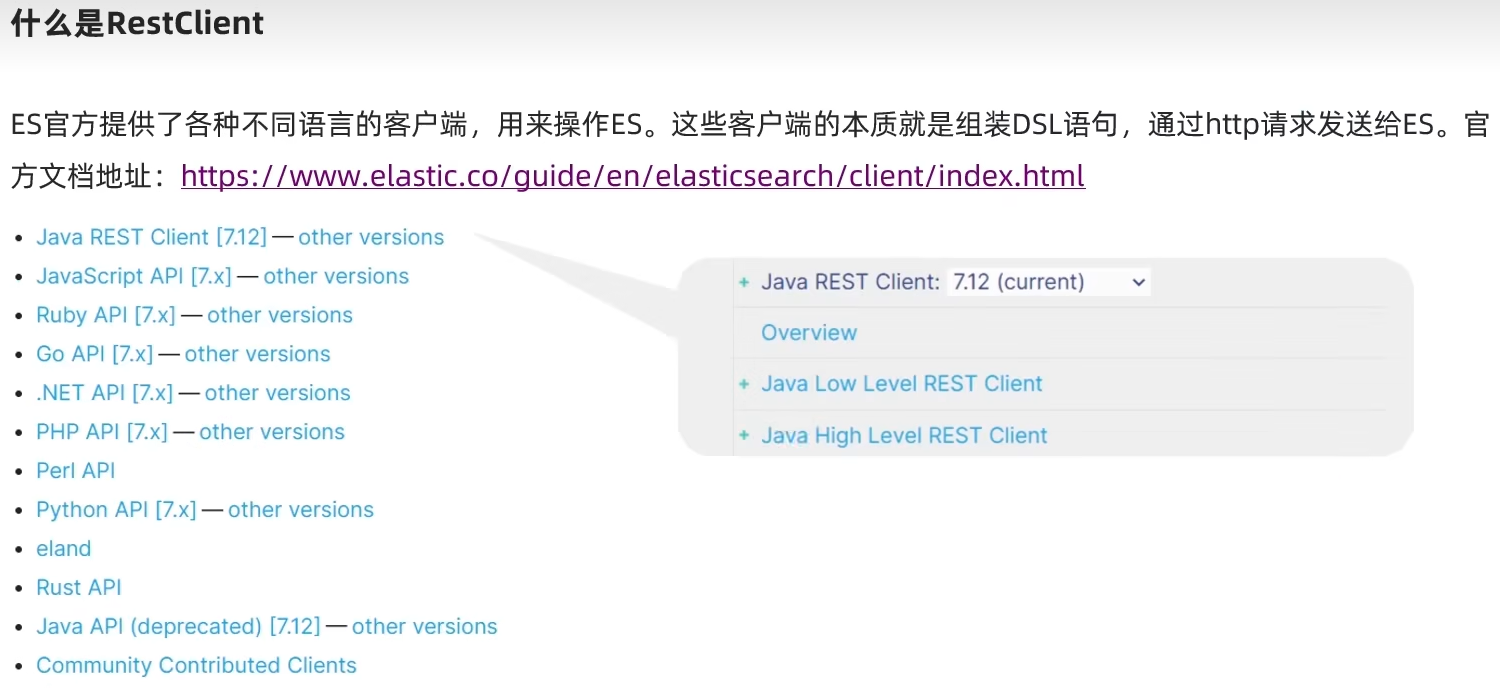 什么是RestClient
ES官方提供了各种不同语言的客户端，用来操作ES。这些客户端的本质就是组装DSL语句，通过http请求发送给ES。官
方文档地址：https://www.elastic.co/guide/en/elasticsearch/client/index.html
• Java REST Client [7.12] — other versions
• JavaScript API [7.x] — other versions
• Ruby API [7.x] — other versions
• Go API [7.x] — other versions
• .NET API [7.x] — other versions
• PHP API [7.x] — other versions
• Perl API
• Python API [7.x] — other versions
• eland
• Rust API
• Java API (deprecated) [7.12] — other versions
• Community Contributed Clients
+ Java REST Client: 7.12 (current)
Overview
+ Java Low Level REST Client
+ Java High Level REST Client